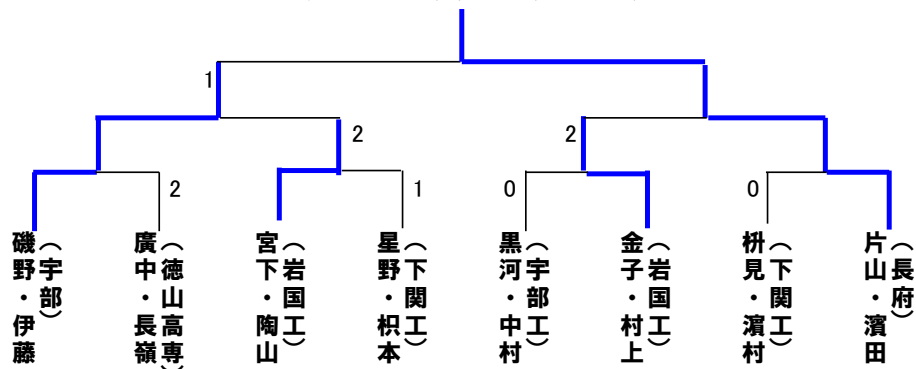 1
2
2
2
1
0
0
磯野・伊藤
（宇部）
廣中・長嶺
（徳山高専）
宮下・陶山
（岩国工）
星野・枳本
（下関工）
黒河・中村
（宇部工）
金子・村上
（岩国工）
枡見・濵村
（下関工）
片山・濱田
（長府）